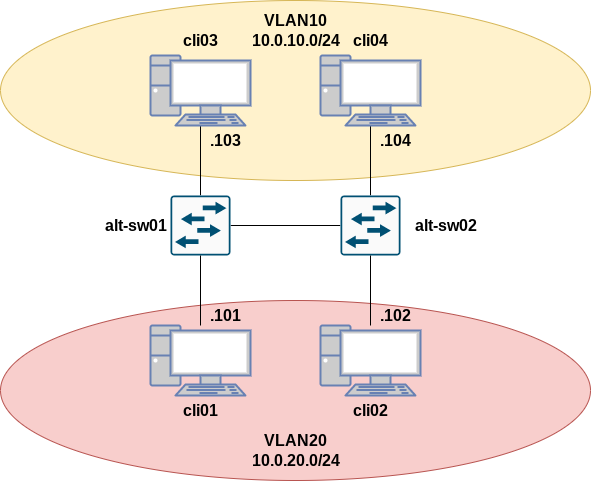 VLAN10
cli03 10.0.10.0/24 cli04
.103 .104
alt-sw01 alt-sw02
.101 .102
cli01 cli02
VLAN20
10.0.20.0/24